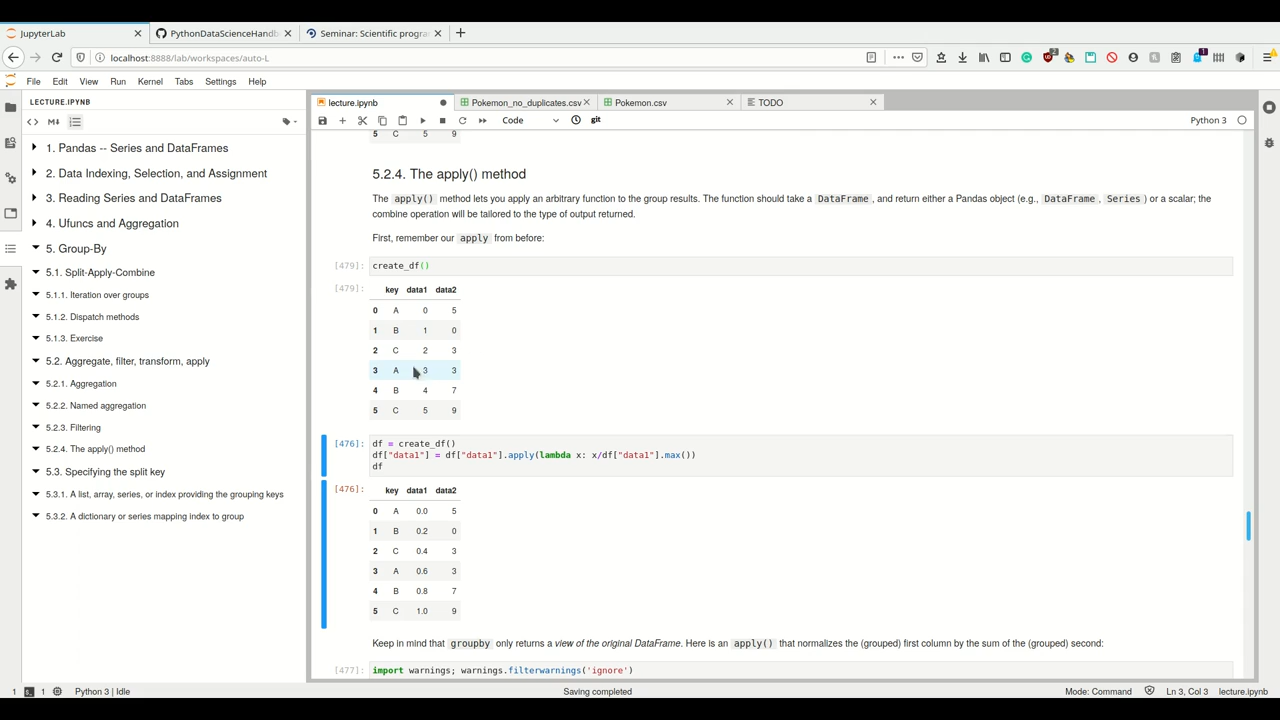 JupyterLab
PythonDataScienceHandb
Seminar: Scientific progra
localhost:8888/lab/workspaces/auto-L
2
1
File Edit View Run Kernel Tabs Settings Help
LECTURE.IPYNB
lecture.ipynb
Pokemon_no_duplicates.csv
Pokemon.csv
TODO
Code
git
Python 3
1. Pandas -- Series and DataFrames
2. Data Indexing, Selection, and Assignment
3. Reading Series and DataFrames
4. Ufuncs and Aggregation
5. Group-By
5.1. Split-Apply-Combine
5.1.1. Iteration over groups
5.1.2. Dispatch methods
5.1.3. Exercise
5.2. Aggregate, filter, transform, apply
5.2.1. Aggregation
5.2.2. Named aggregation
5.2.3. Filtering
5.2.4. The apply() method
5.3. Specifying the split key
5.3.1. A list, array, series, or index providing the grouping keys
5.3.2. A dictionary or series mapping index to group
5 C 5 9
5.2.4. The apply() method
The apply() method lets you apply an arbitrary function to the group results. The function should take a DataFrame, and return either a Pandas object (e.g., DataFrame, Series) or a scalar; the
combine operation will be tailored to the type of output returned.
First, remember our apply from before:
[479]: create_df()
[479]: key data1 data2
0 A 0 5
1 B 1 0
2 C 2 3
3 A 3 3
4 B 4 7
5 C 5 9
[476]: df = create_df()
df["data1"] = df["data1"].apply(lambda x: x/df["data1"].max())
df
[476]: key data1 data2
0 A 0.0 5
1 B 0.2 0
2 C 0.4 3
3 A 0.6 3
4 B 0.8 7
5 C 1.0 9
Keep in mind that groupby only returns a view of the original DataFrame. Here is an apply() that normalizes the (grouped) first column by the sum of the (grouped) second:
[477]: import warnings; warnings.filterwarnings('ignore')
1 1 Python 3 | Idle
Saving completed
Mode: Command
Ln 3, Col 3
lecture.ipynb